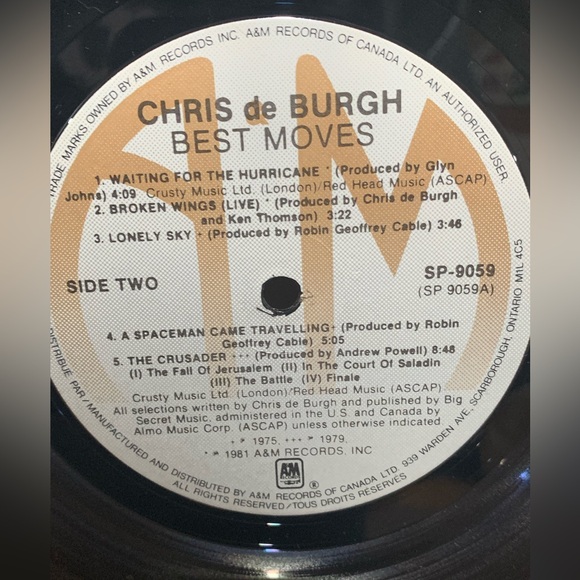 TRADE MARKS OWNED BY A&M RECORDS INC. A&M RECORDS OF CANADA LTD. AN AUTHORIZED USER
CHRIS de BURGH
BEST MOVES
1. WAITING FOR THE HURRICANE * (Produced by Glyn
Johns) 4:09 Crusty Music Ltd. (London)/Red Head Music (ASCAP)
2. BROKEN WINGS (LIVE) * (Produced by Chris de Burgh
and Ken Thomson) 3:22
3. LONELY SKY + (Produced by Robin Geoffrey Cable) 3:46
SIDE TWO
SP-9059
(SP 9059A)
4. A SPACEMAN CAME TRAVELLING+ (Produced by Robin
Geoffrey Cable) 5:05
5. THE CRUSADER +++ (Produced by Andrew Powell) 8:48
(I) The Fall Of Jerusalem (II) In The Court Of Saladin
(III) The Battle (IV) Finale
Crusty Music Ltd. (London)/Red Head Music (ASCAP)
All selections written by Chris de Burgh and published by Big
Secret Music, administered in the U.S. and Canada by
Almo Music Corp. (ASCAP) unless otherwise indicated.
+ ℗ 1975, +++ ℗ 1979.
* ℗ 1981 A&M RECORDS, INC
A&M
RECORDS
®
DISTRIBUE PAR/MANUFACTURED AND DISTRIBUTED BY A&M RECORDS OF CANADA LTD. 939 WARDEN AVE., SCARBOROUGH, ONTARIO M1L 4C5
ALL RIGHTS RESERVED/TOUS DROITS RÉSERVÉS